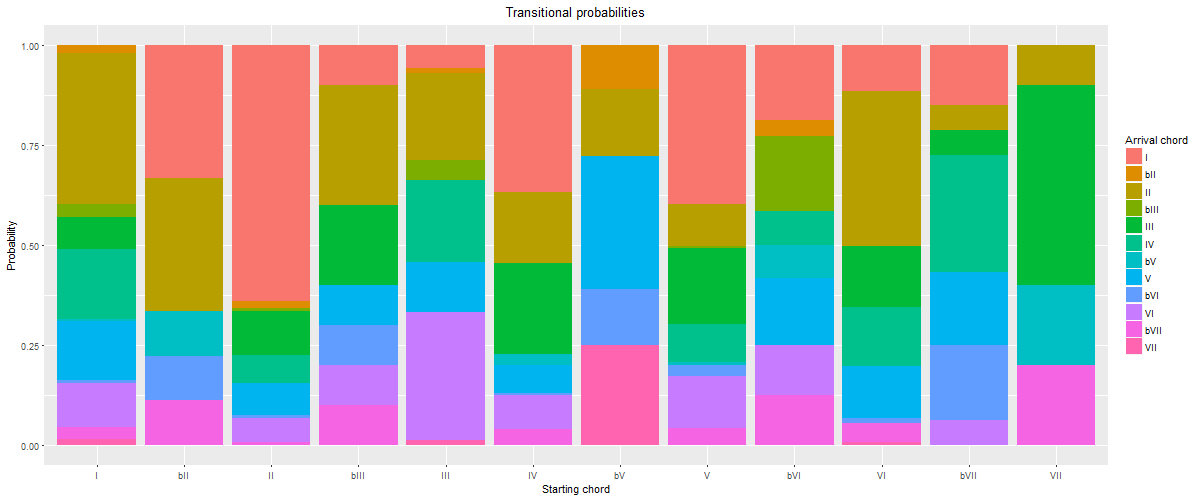 Transitional probabilities
Probability
1.00
0.75
0.50
0.25
0.00
I bII II bIII III IV bV V bVI VI bVII VII
Starting chord
Arrival chord
I
bII
II
bIII
III
IV
bV
V
bVI
VI
bVII
VII